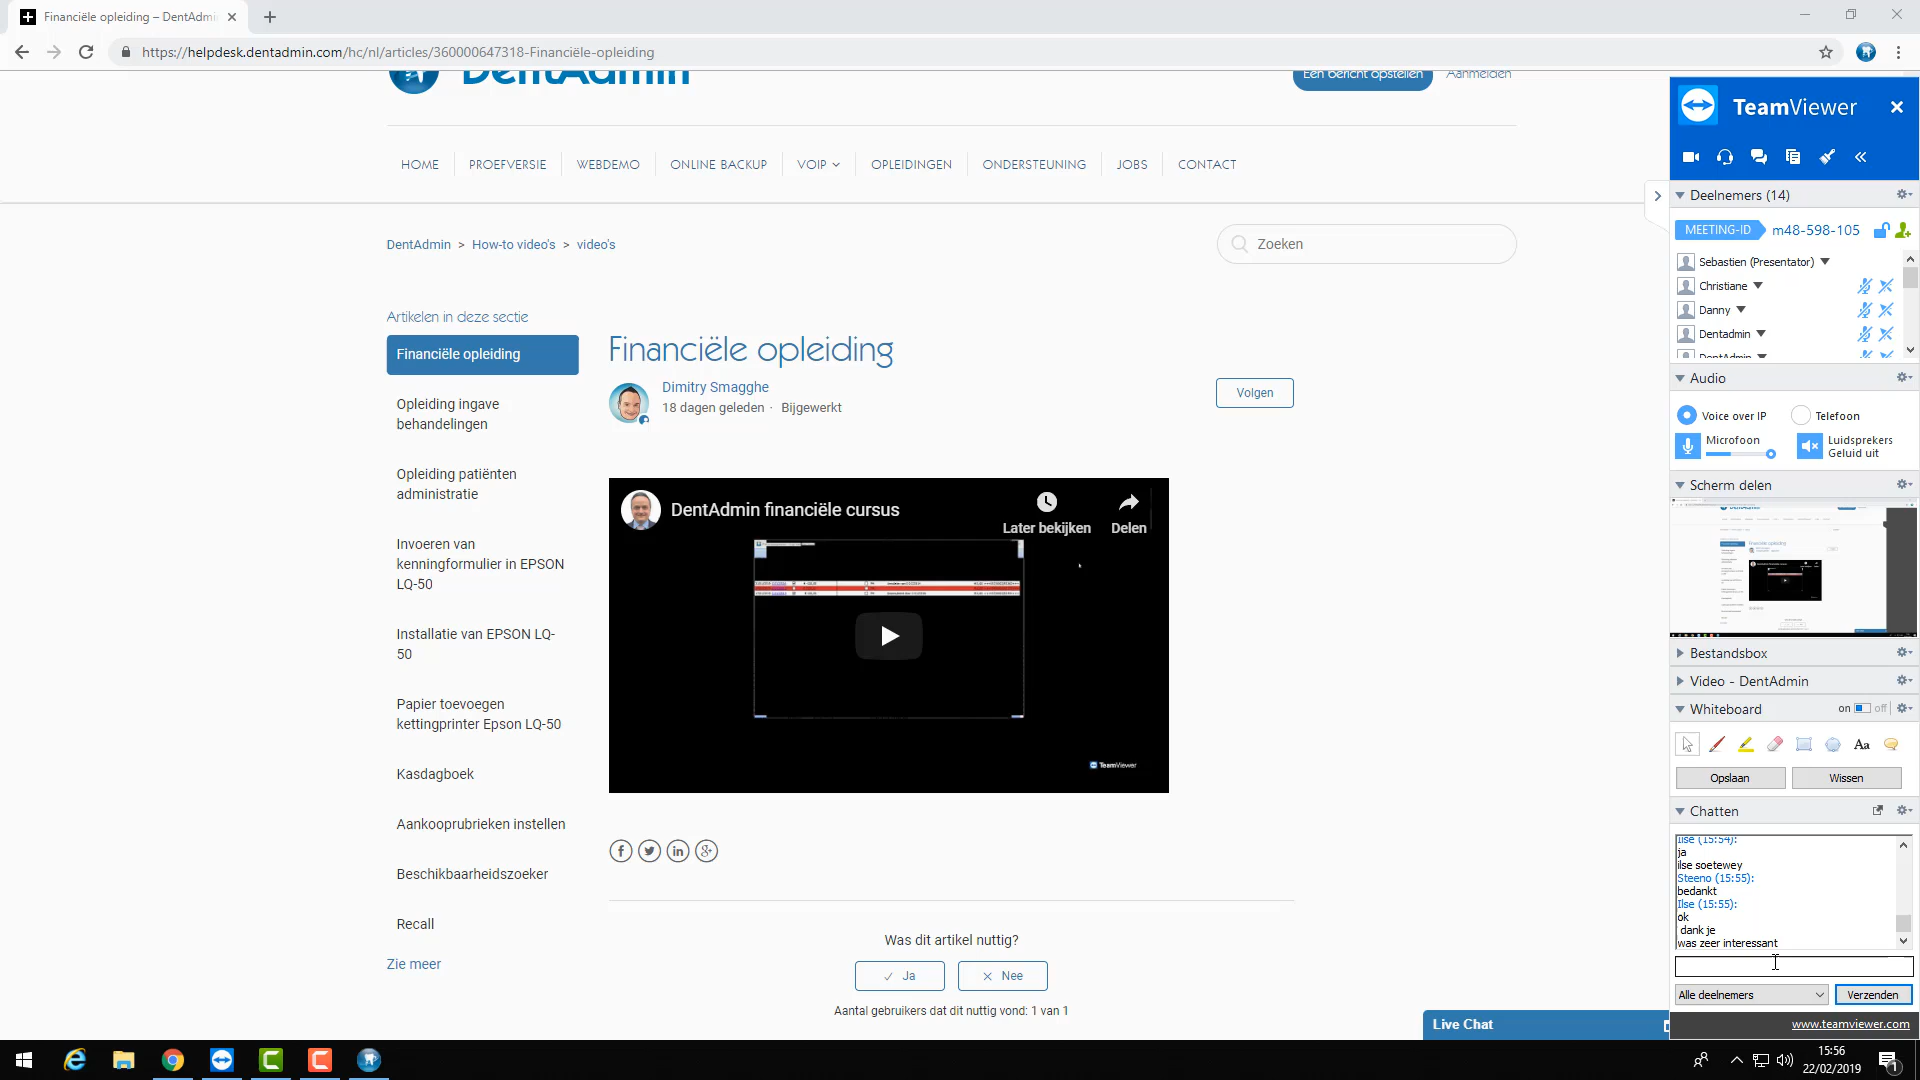 Financiële opleiding – DentAdmi
https://helpdesk.dentadmin.com/hc/nl/articles/360000647318-Financiële-opleiding
DentAdmin
Een bericht opstellen
Aanmelden
HOME
PROEFVERSIE
WEBDEMO
ONLINE BACKUP
VOIP
OPLEIDINGEN
ONDERSTEUNING
JOBS
CONTACT
DentAdmin > How-to video's > video's
Zoeken
Artikelen in deze sectie
Financiële opleiding
Opleiding ingave
behandelingen
Opleiding patiënten
administratie
Invoeren van
kenningformulier in EPSON
LQ-50
Installatie van EPSON LQ-
50
Papier toevoegen
kettingprinter Epson LQ-50
Kasdagboek
Aankooprubrieken instellen
Beschikbaarheidszoeker
Recall
Zie meer
Financiële opleiding
Dimitry Smagghe
18 dagen geleden · Bijgewerkt
Volgen
DentAdmin financiële cursus
Later bekijken
Delen
TeamViewer
Was dit artikel nuttig?
Ja
Nee
Aantal gebruikers dat dit nuttig vond: 1 van 1
Live Chat
TeamViewer
Deelnemers (14)
MEETING-ID m48-598-105
Sebastien (Presentator)
Christiane
Danny
Dentadmin
DentAdmin
Audio
Voice over IP
Telefoon
Microfoon
Luidsprekers
Geluid uit
Scherm delen
Bestandsbox
Video - DentAdmin
Whiteboard
on off
Aa
Opslaan
Wissen
Chatten
Ilse (15:54):
ja
ilse soetewey
Steeno (15:55):
bedankt
Ilse (15:55):
ok
dank je
was zeer interessant
Alle deelnemers
Verzenden
www.teamviewer.com
15:56
22/02/2019
1